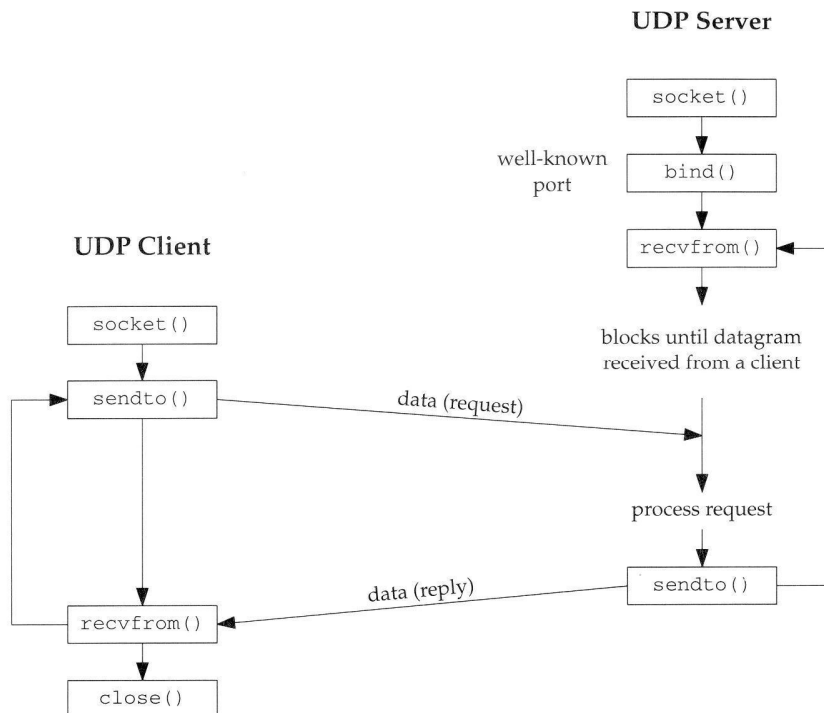 UDP Server
socket()
well-known
port
bind()
recvfrom()
blocks until datagram
received from a client
process request
sendto()
UDP Client
socket()
sendto()
data (request)
data (reply)
recvfrom()
close()